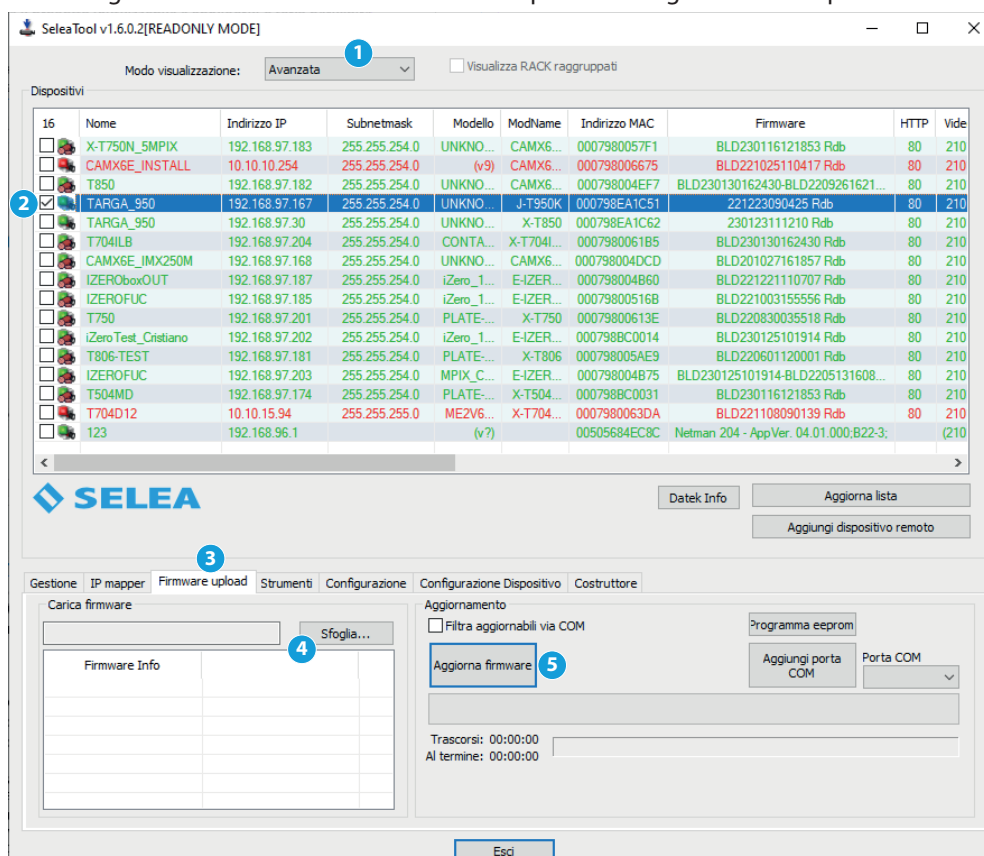 SeleaTool v1.6.0.2[READONLY MODE]
1
Modo visualizzazione: Avanzata Visualizza RACK raggruppati
Dispositivi
16 Nome Indirizzo IP Subnetmask Modello ModName Indirizzo MAC Firmware HTTP Vide
X-T750N_5MPIX 192.168.97.183 255.255.254.0 UNKNO... CAMX6... 0007980057F1 BLD230116121853 Rdb 80 210
CAMX6E_INSTALL 10.10.10.254 255.255.254.0 (v9) CAMX6... 000798006675 BLD221025110417 Rdb 80 210
T850 192.168.97.182 255.255.254.0 UNKNO... CAMX6... 000798004EF7 BLD230130162430-BLD2209261621... 80 210
2 TARGA_950 192.168.97.167 255.255.254.0 UNKNO... J-T950K 000798EA1C51 221223090425 Rdb 80 210
TARGA_950 192.168.97.30 255.255.254.0 UNKNO... X-T850 000798EA1C62 230123111210 Rdb 80 210
T704ILB 192.168.97.204 255.255.254.0 CONTA... X-T704I... 0007980061B5 BLD230130162430 Rdb 80 210
CAMX6E_IMX250M 192.168.97.168 255.255.254.0 UNKNO... CAMX6... 000798004DCD BLD201027161857 Rdb 80 210
IZEROboxOUT 192.168.97.187 255.255.254.0 iZero_1... E-IZER... 000798004B60 BLD221221110707 Rdb 80 210
IZEROFUC 192.168.97.185 255.255.254.0 iZero_1... E-IZER... 00079800516B BLD221003155556 Rdb 80 210
T750 192.168.97.201 255.255.254.0 PLATE-... X-T750 00079800613E BLD220830035518 Rdb 80 210
iZeroTest_Cristiano 192.168.97.202 255.255.254.0 iZero_1... E-IZER... 000798BC0014 BLD230125101914 Rdb 80 210
T806-TEST 192.168.97.181 255.255.254.0 PLATE-... X-T806 000798005AE9 BLD220601120001 Rdb 80 210
IZEROFUC 192.168.97.203 255.255.254.0 MPIX_C... E-IZER... 000798004B75 BLD230125101914-BLD2205131608... 80 210
T504MD 192.168.97.174 255.255.254.0 PLATE-... X-T504... 000798BC0031 BLD230116121853 Rdb 80 210
T704D12 10.10.15.94 255.255.255.0 ME2V6... X-T704... 0007980063DA BLD221108090139 Rdb 80 210
123 192.168.96.1 (v?) 00505684EC8C Netman 204 - AppVer. 04.01.000;B22-3; (210
SELEA
Datek Info Aggiorna lista
Aggiungi dispositivo remoto
3
Gestione IP mapper Firmware upload Strumenti Configurazione Configurazione Dispositivo Costruttore
Carica firmware Aggiornamento
Filtra aggiornabili via COM Programma eeprom
Sfoglia...
4
Firmware Info
Aggiorna firmware 5 Aggiungi porta COM Porta COM
Trascorsi: 00:00:00
Al termine: 00:00:00
Esci